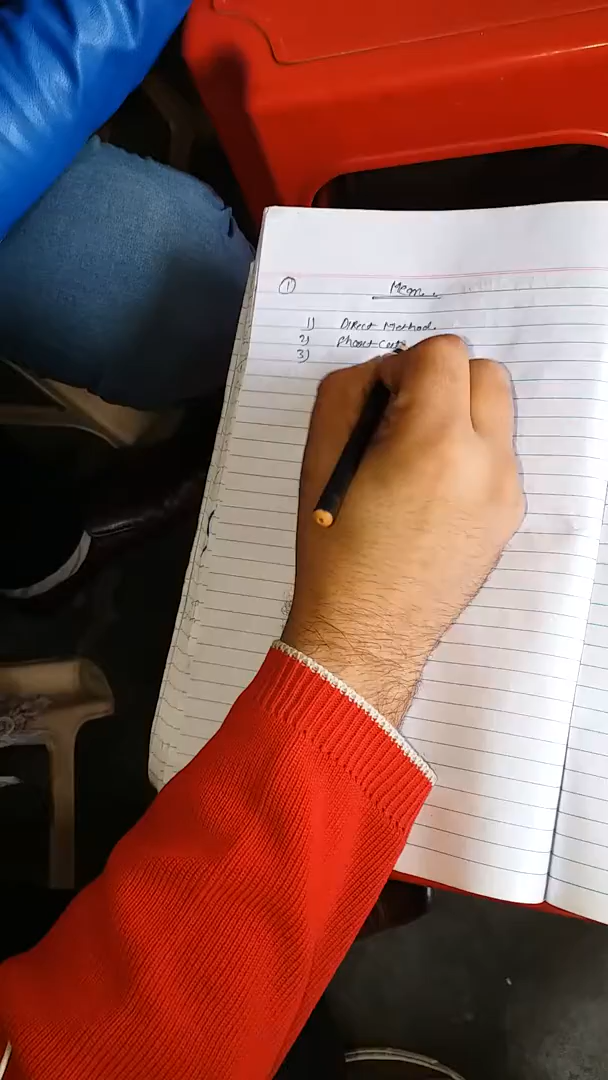 ①
Mean
1) Direct Method.
2) Short-Cut
3)